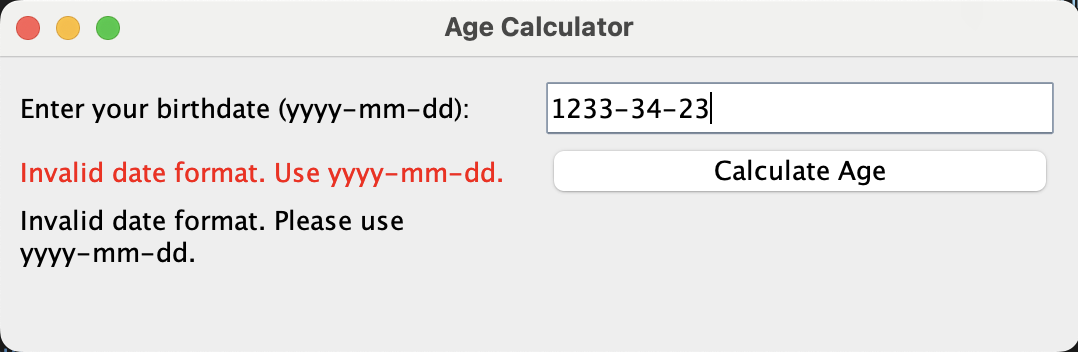 Age Calculator
Enter your birthdate (yyyy-mm-dd):
1233-34-23
Invalid date format. Use yyyy-mm-dd.
Calculate Age
Invalid date format. Please use
yyyy-mm-dd.